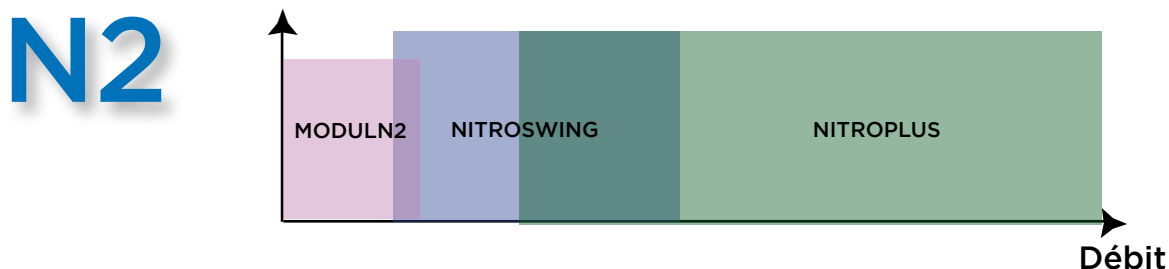 N2
MODULN2
NITROSWING
NITROPLUS
Débit